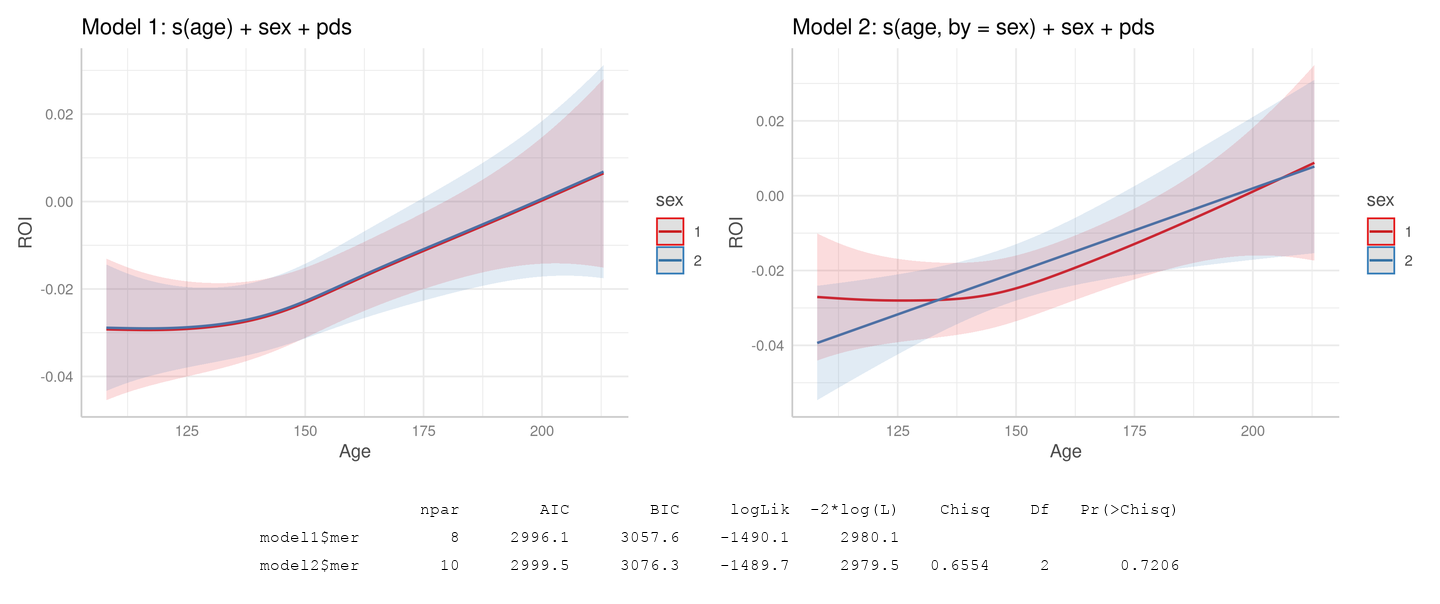 Model 1: s(age) + sex + pds
ROI
0.02
0.00
-0.02
-0.04
125 150 175 200
Age
sex
1
2
Model 2: s(age, by = sex) + sex + pds
ROI
0.02
0.00
-0.02
-0.04
125 150 175 200
Age
sex
1
2
npar AIC BIC logLik -2*log(L) Chisq Df Pr(>Chisq)
model1$mer 8 2996.1 3057.6 -1490.1 2980.1
model2$mer 10 2999.5 3076.3 -1489.7 2979.5 0.6554 2 0.7206